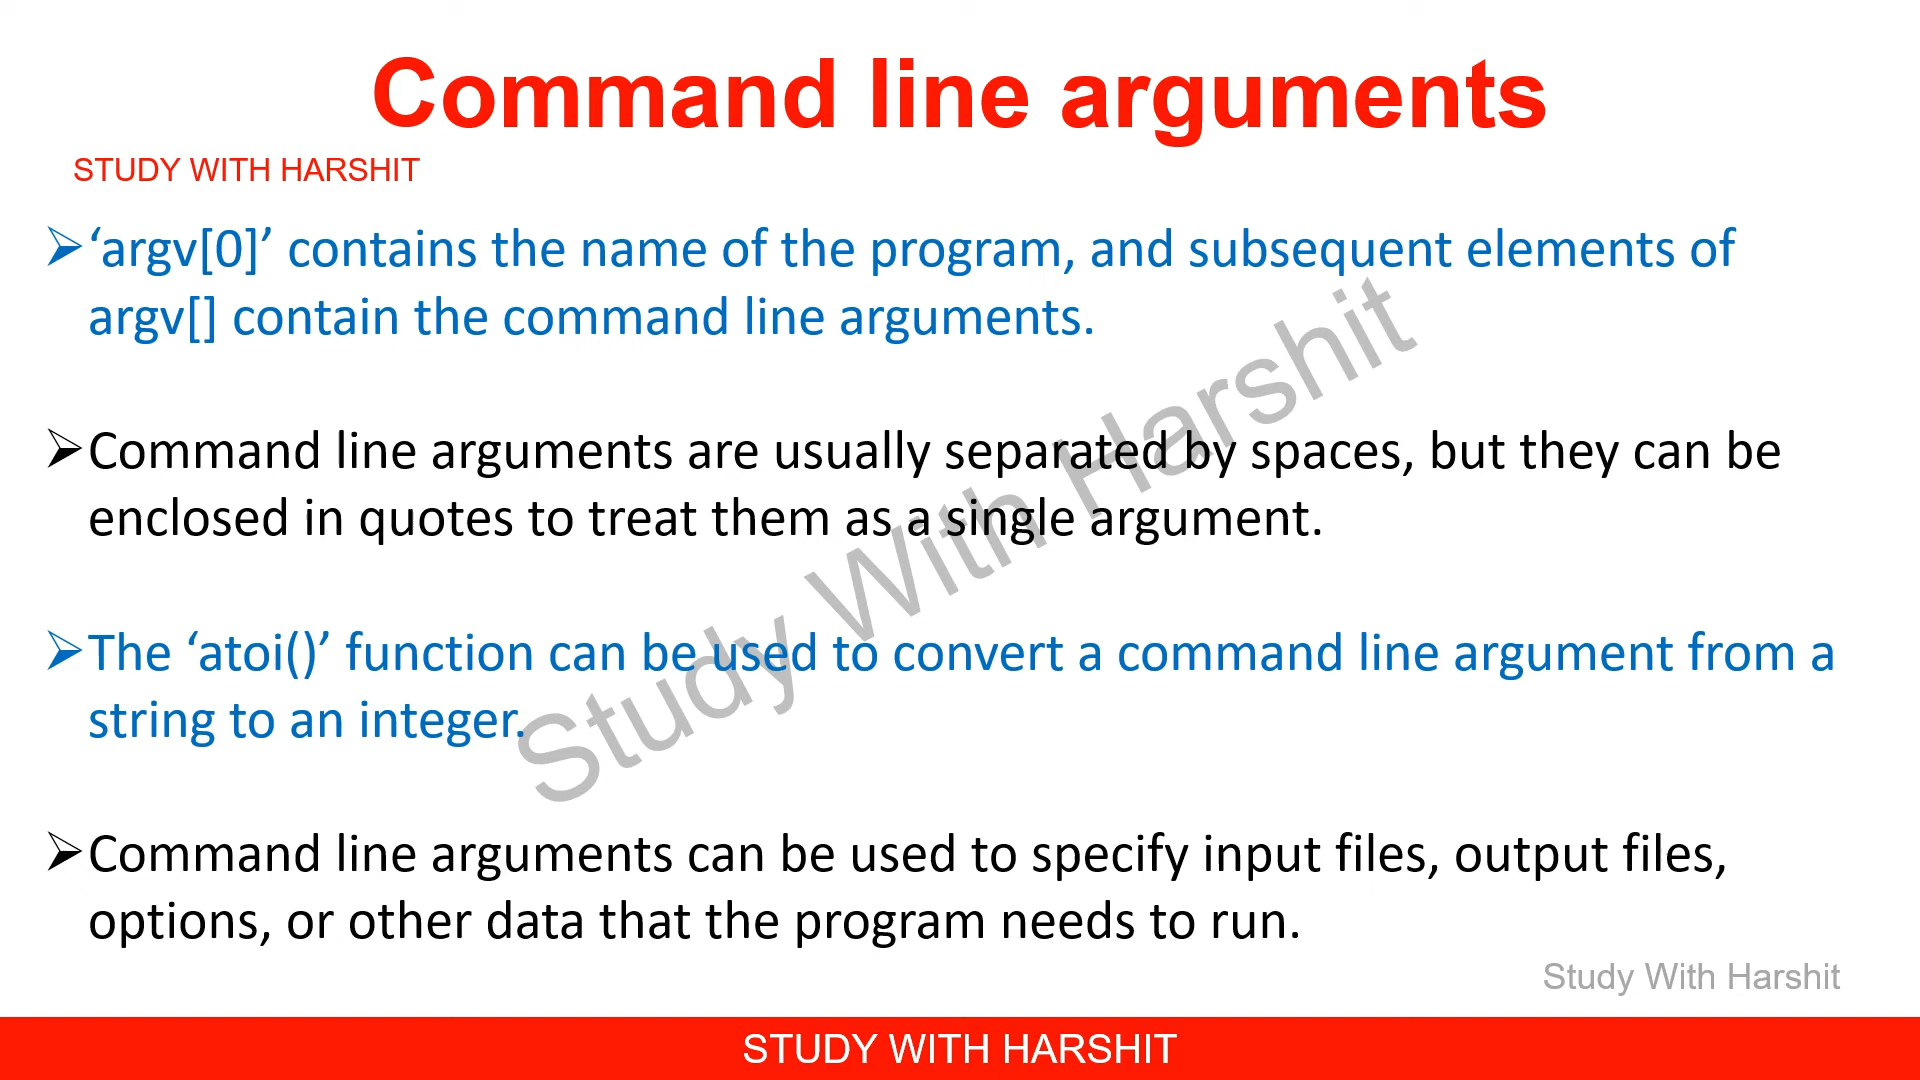 Command line arguments
STUDY WITH HARSHIT
➢‘argv[0]’ contains the name of the program, and subsequent elements of
argv[] contain the command line arguments.
➢Command line arguments are usually separated by spaces, but they can be
enclosed in quotes to treat them as a single argument.
➢The ‘atoi()’ function can be used to convert a command line argument from a
string to an integer.
➢Command line arguments can be used to specify input files, output files,
options, or other data that the program needs to run.
Study With Harshit
Study With Harshit
STUDY WITH HARSHIT